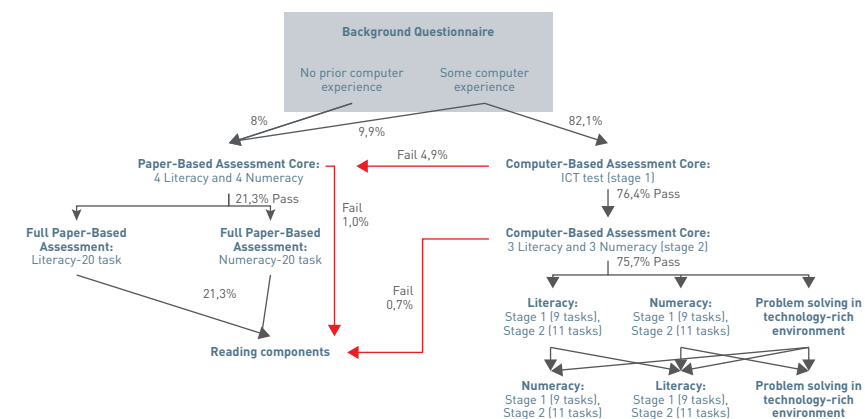 Background Questionnaire
No prior computer
experience
Some computer
experience
8%
9,9%
82,1%
Paper-Based Assessment Core:
4 Literacy and 4 Numeracy
Fail 4,9%
Computer-Based Assessment Core:
ICT test (stage 1)
21,3% Pass
Fail
1,0%
76,4% Pass
Full Paper-Based
Assessment:
Literacy-20 task
Full Paper-Based
Assessment:
Numeracy-20 task
Computer-Based Assessment Core:
3 Literacy and 3 Numeracy (stage 2)
75,7% Pass
21,3%
Fail
0,7%
Literacy:
Stage 1 (9 tasks),
Stage 2 (11 tasks)
Numeracy:
Stage 1 (9 tasks),
Stage 2 (11 tasks)
Problem solving in
technology-rich
environment
Reading components
Numeracy:
Stage 1 (9 tasks),
Stage 2 (11 tasks)
Literacy:
Stage 1 (9 tasks),
Stage 2 (11 tasks)
Problem solving in
technology-rich
environment